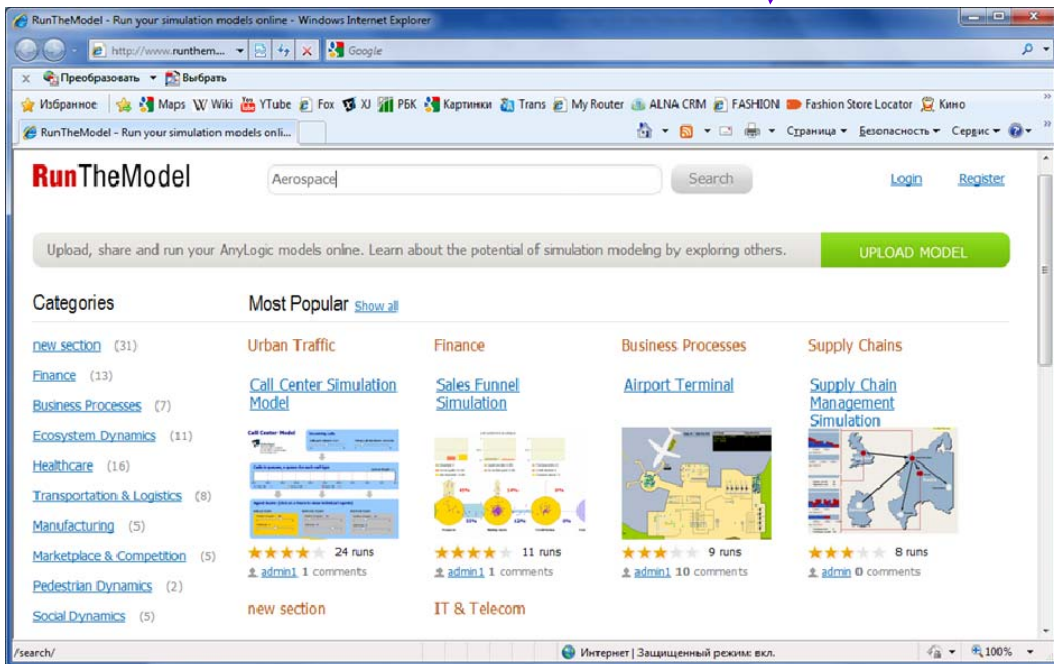 RunTheModel - Run your simulation models online - Windows Internet Explorer
http://www.runthem...
Google
x Преобразовать Выбрать
Избранное Maps Wiki YTube Fox XJ РБК Картинки Trans My Router ALNA CRM FASHION Fashion Store Locator Кино
RunTheModel - Run your simulation models onli...
Страница Безопасность Сервис
RunTheModel
Aerospace
Search
Login Register
Upload, share and run your AnyLogic models online. Learn about the potential of simulation modeling by exploring others.
UPLOAD MODEL
Categories
new section (31)
Finance (13)
Business Processes (7)
Ecosystem Dynamics (11)
Healthcare (16)
Transportation & Logistics (8)
Manufacturing (5)
Marketplace & Competition (5)
Pedestrian Dynamics (2)
Social Dynamics (5)
Most Popular Show all
Urban Traffic
Call Center Simulation
Model
Call Center Model
24 runs
admin1 1 comments
Finance
Sales Funnel
Simulation
11 runs
admin1 1 comments
Business Processes
Airport Terminal
9 runs
admin1 10 comments
Supply Chains
Supply Chain
Management
Simulation
8 runs
admin 0 comments
new section
IT & Telecom
/search/
Интернет | Защищенный режим: вкл.
100%